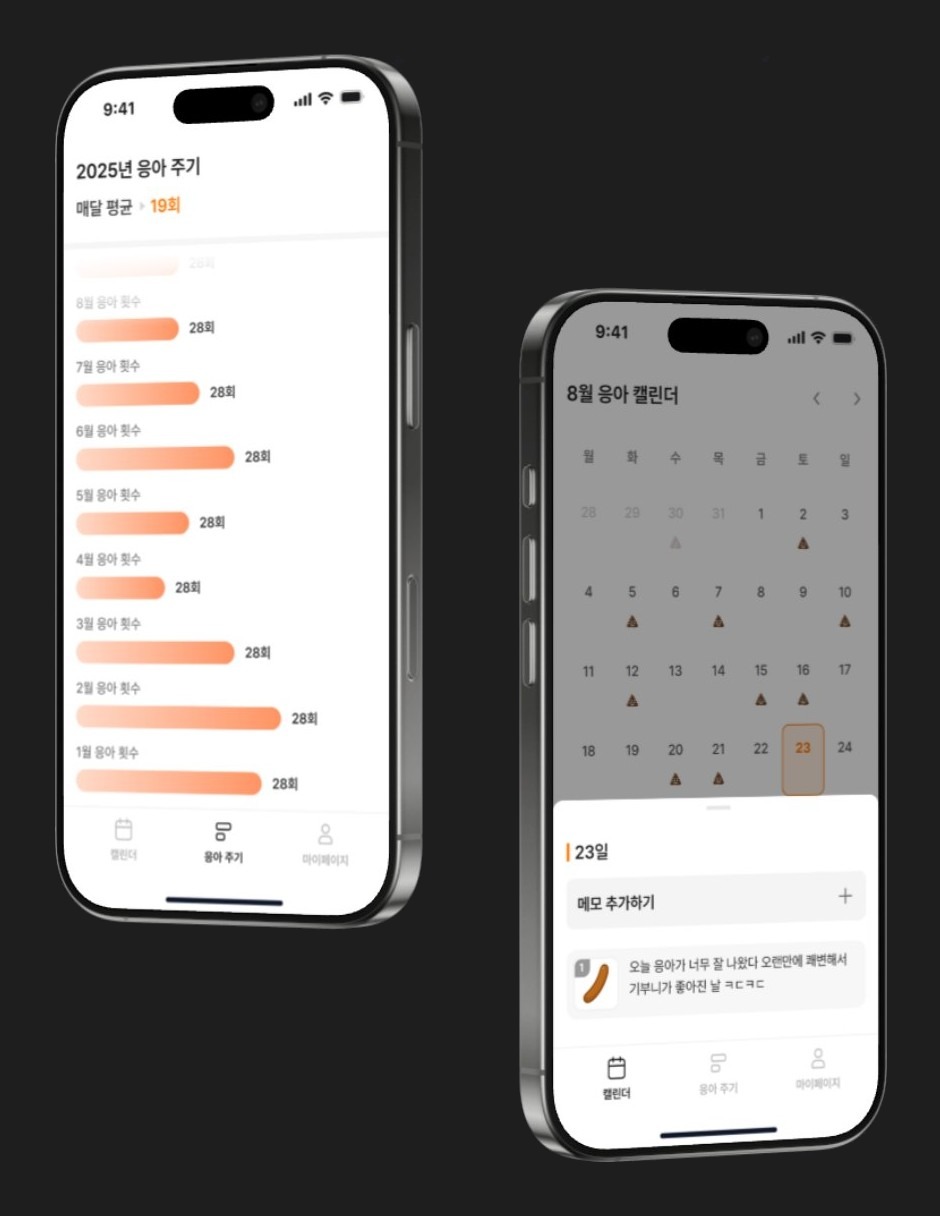 9:41
2025년 응아 주기
매달 평균 19회
28회
8월 응아 횟수
28회
7월 응아 횟수
28회
6월 응아 횟수
28회
5월 응아 횟수
28회
4월 응아 횟수
28회
3월 응아 횟수
28회
2월 응아 횟수
28회
1월 응아 횟수
28회
캘린더 응아 주기 마이페이지
9:41
8월 응아 캘린더
월 화 수 목 금 토 일
28 29 30 31 1 2 3
4 5 6 7 8 9 10
11 12 13 14 15 16 17
18 19 20 21 22 23 24
23일
메모 추가하기
1
오늘 응아가 너무 잘 나왔다 오랜만에 쾌변해서
기부니가 좋아진 날 ㅋㄷㅋㄷ
캘린더 응아 주기 마이페이지